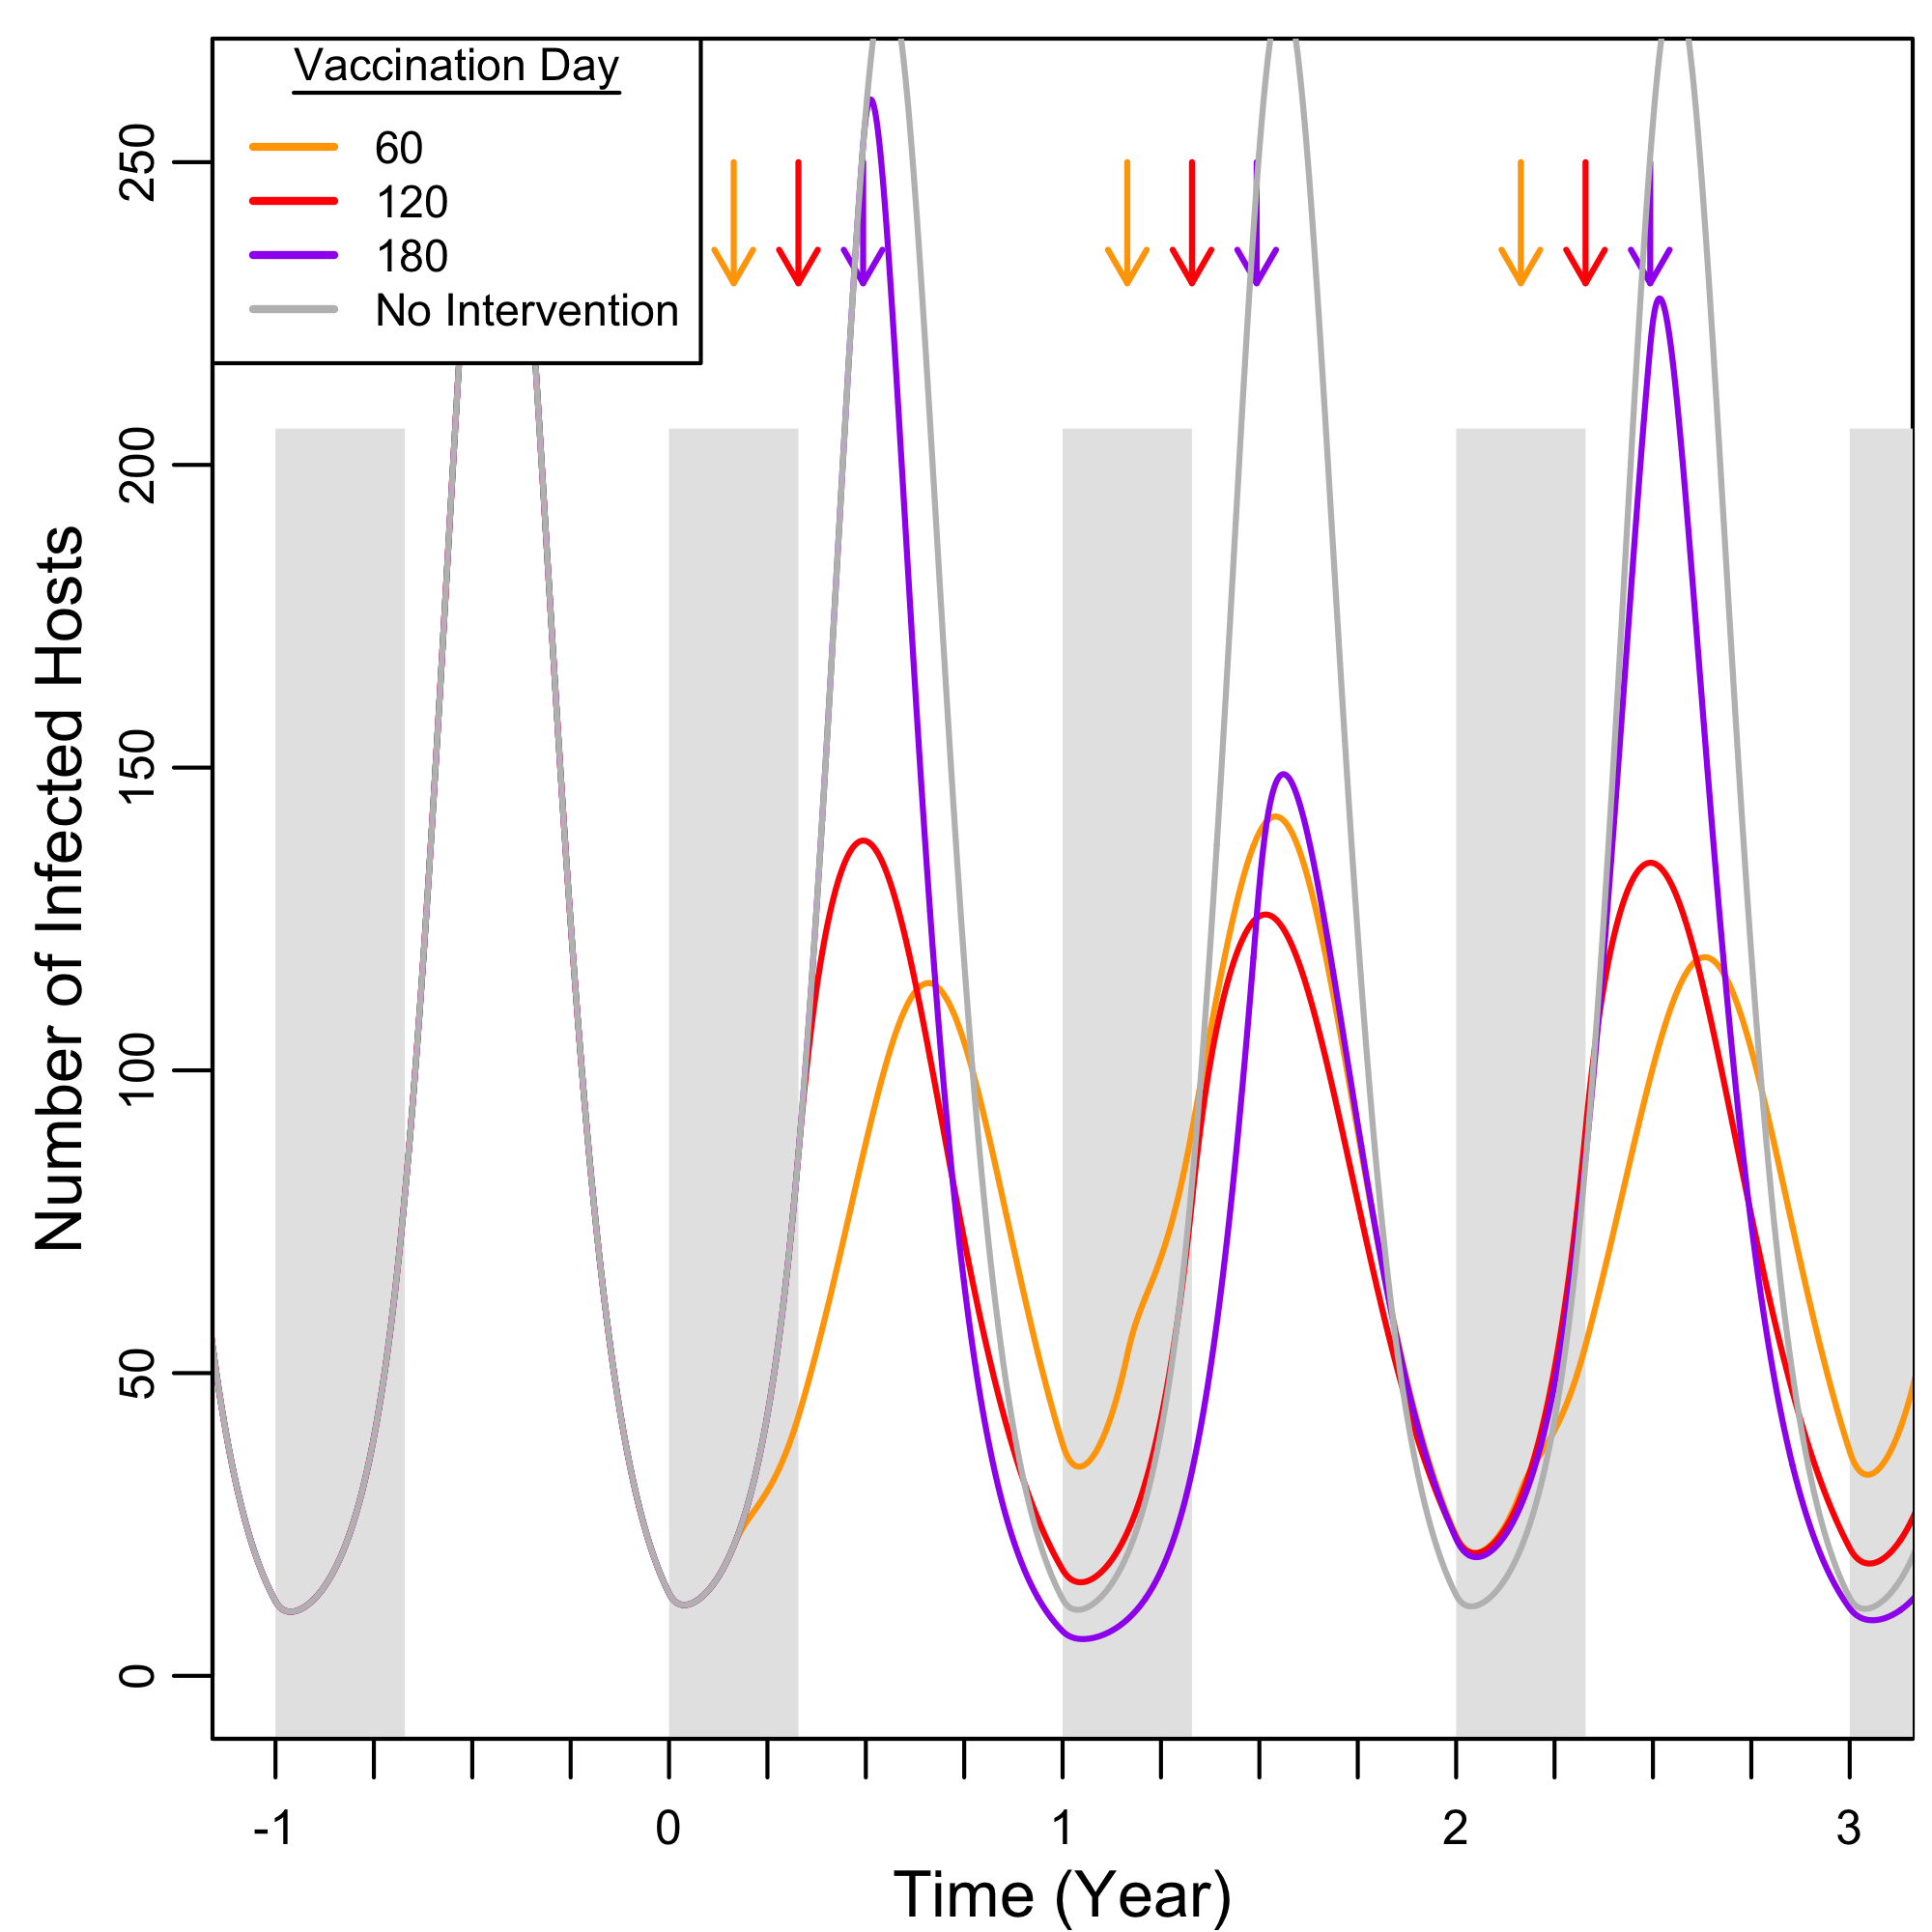 Vaccination Day
60
120
180
No Intervention
250
200
150
100
50
0
Number of Infected Hosts
-1 0 1 2 3
Time (Year)